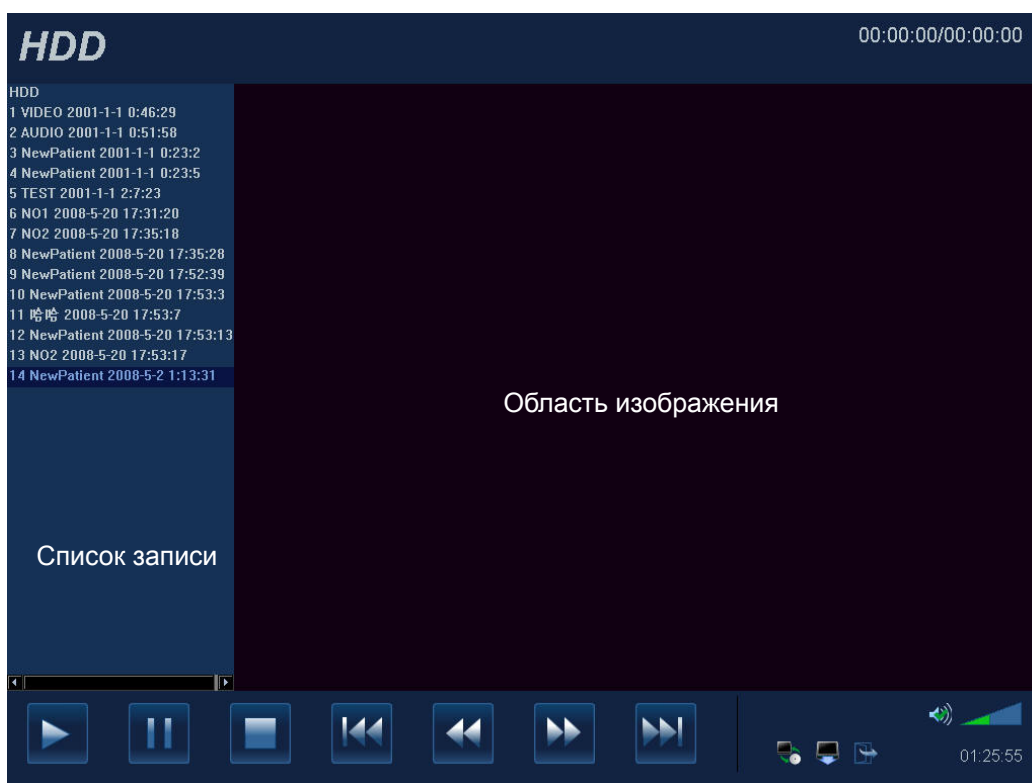 HDD
00:00:00/00:00:00
HDD
1 VIDEO 2001-1-1 0:46:29
2 AUDIO 2001-1-1 0:51:58
3 NewPatient 2001-1-1 0:23:2
4 NewPatient 2001-1-1 0:23:5
5 TEST 2001-1-1 2:7:23
6 NO1 2008-5-20 17:31:20
7 NO2 2008-5-20 17:35:18
8 NewPatient 2008-5-20 17:35:28
9 NewPatient 2008-5-20 17:52:39
10 NewPatient 2008-5-20 17:53:3
11 哈哈 2008-5-20 17:53:7
12 NewPatient 2008-5-20 17:53:13
13 NO2 2008-5-20 17:53:17
14 NewPatient 2008-5-2 1:13:31
Область изображения
Список записи
01:25:55